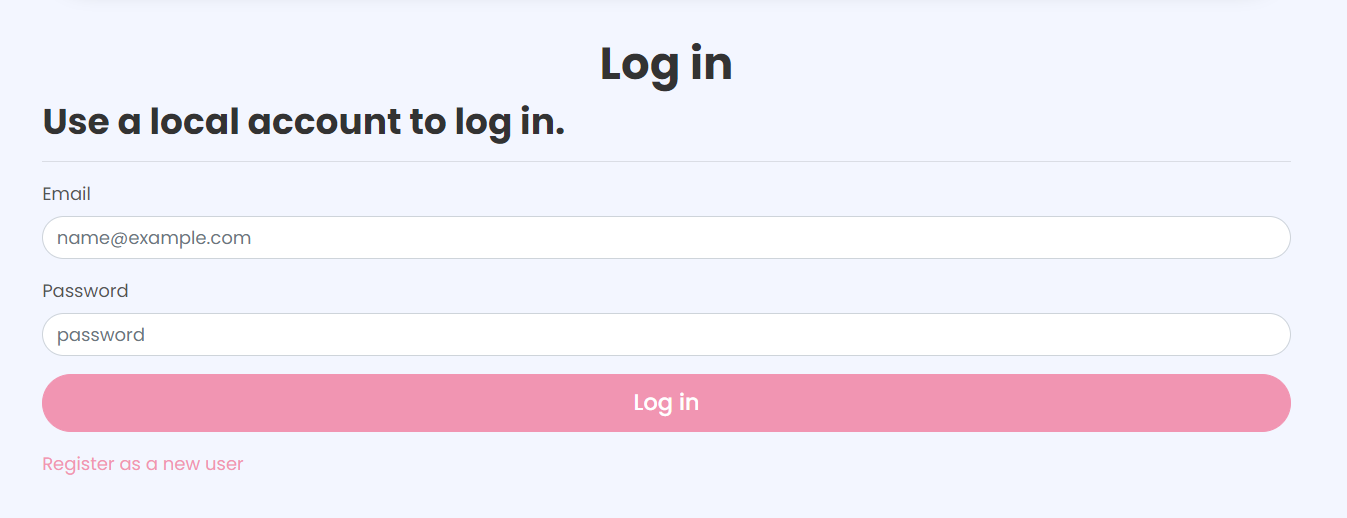 Log in
Use a local account to log in.
Email
name@example.com
Password
password
Log in
Register as a new user